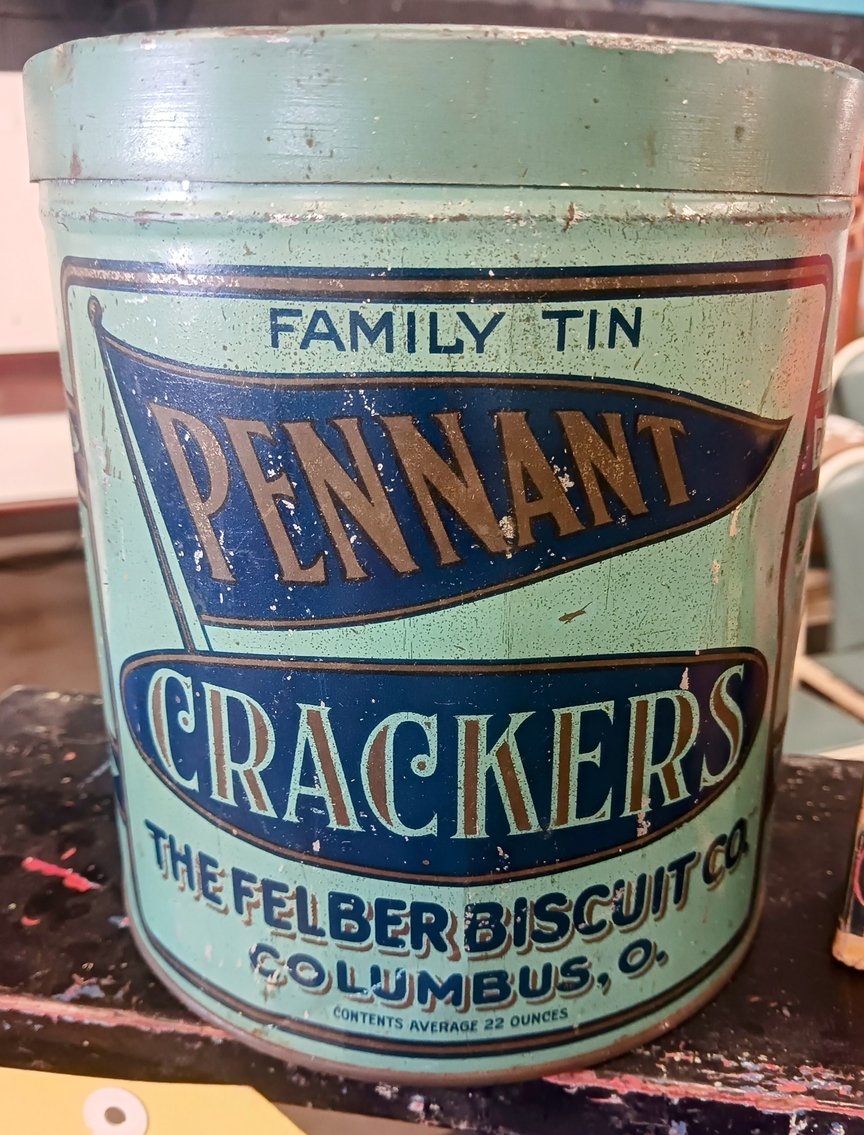 FAMILY TIN
PENNANT
CRACKERS
THE FELBER BISCUIT CO.
COLUMBUS, O.
CONTENTS AVERAGE 22 OUNCES